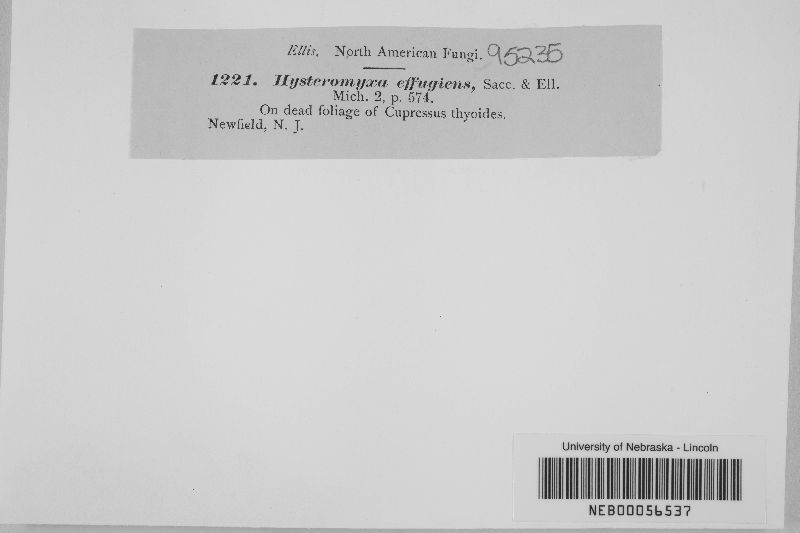 Ellis. North American Fungi. 95235
1221. Hysteromyxa effugiens, Sacc. & Ell.
Mich. 2, p. 574.
On dead foliage of Cupressus thyoides.
Newfield, N. J.
University of Nebraska - Lincoln
NEB00056537